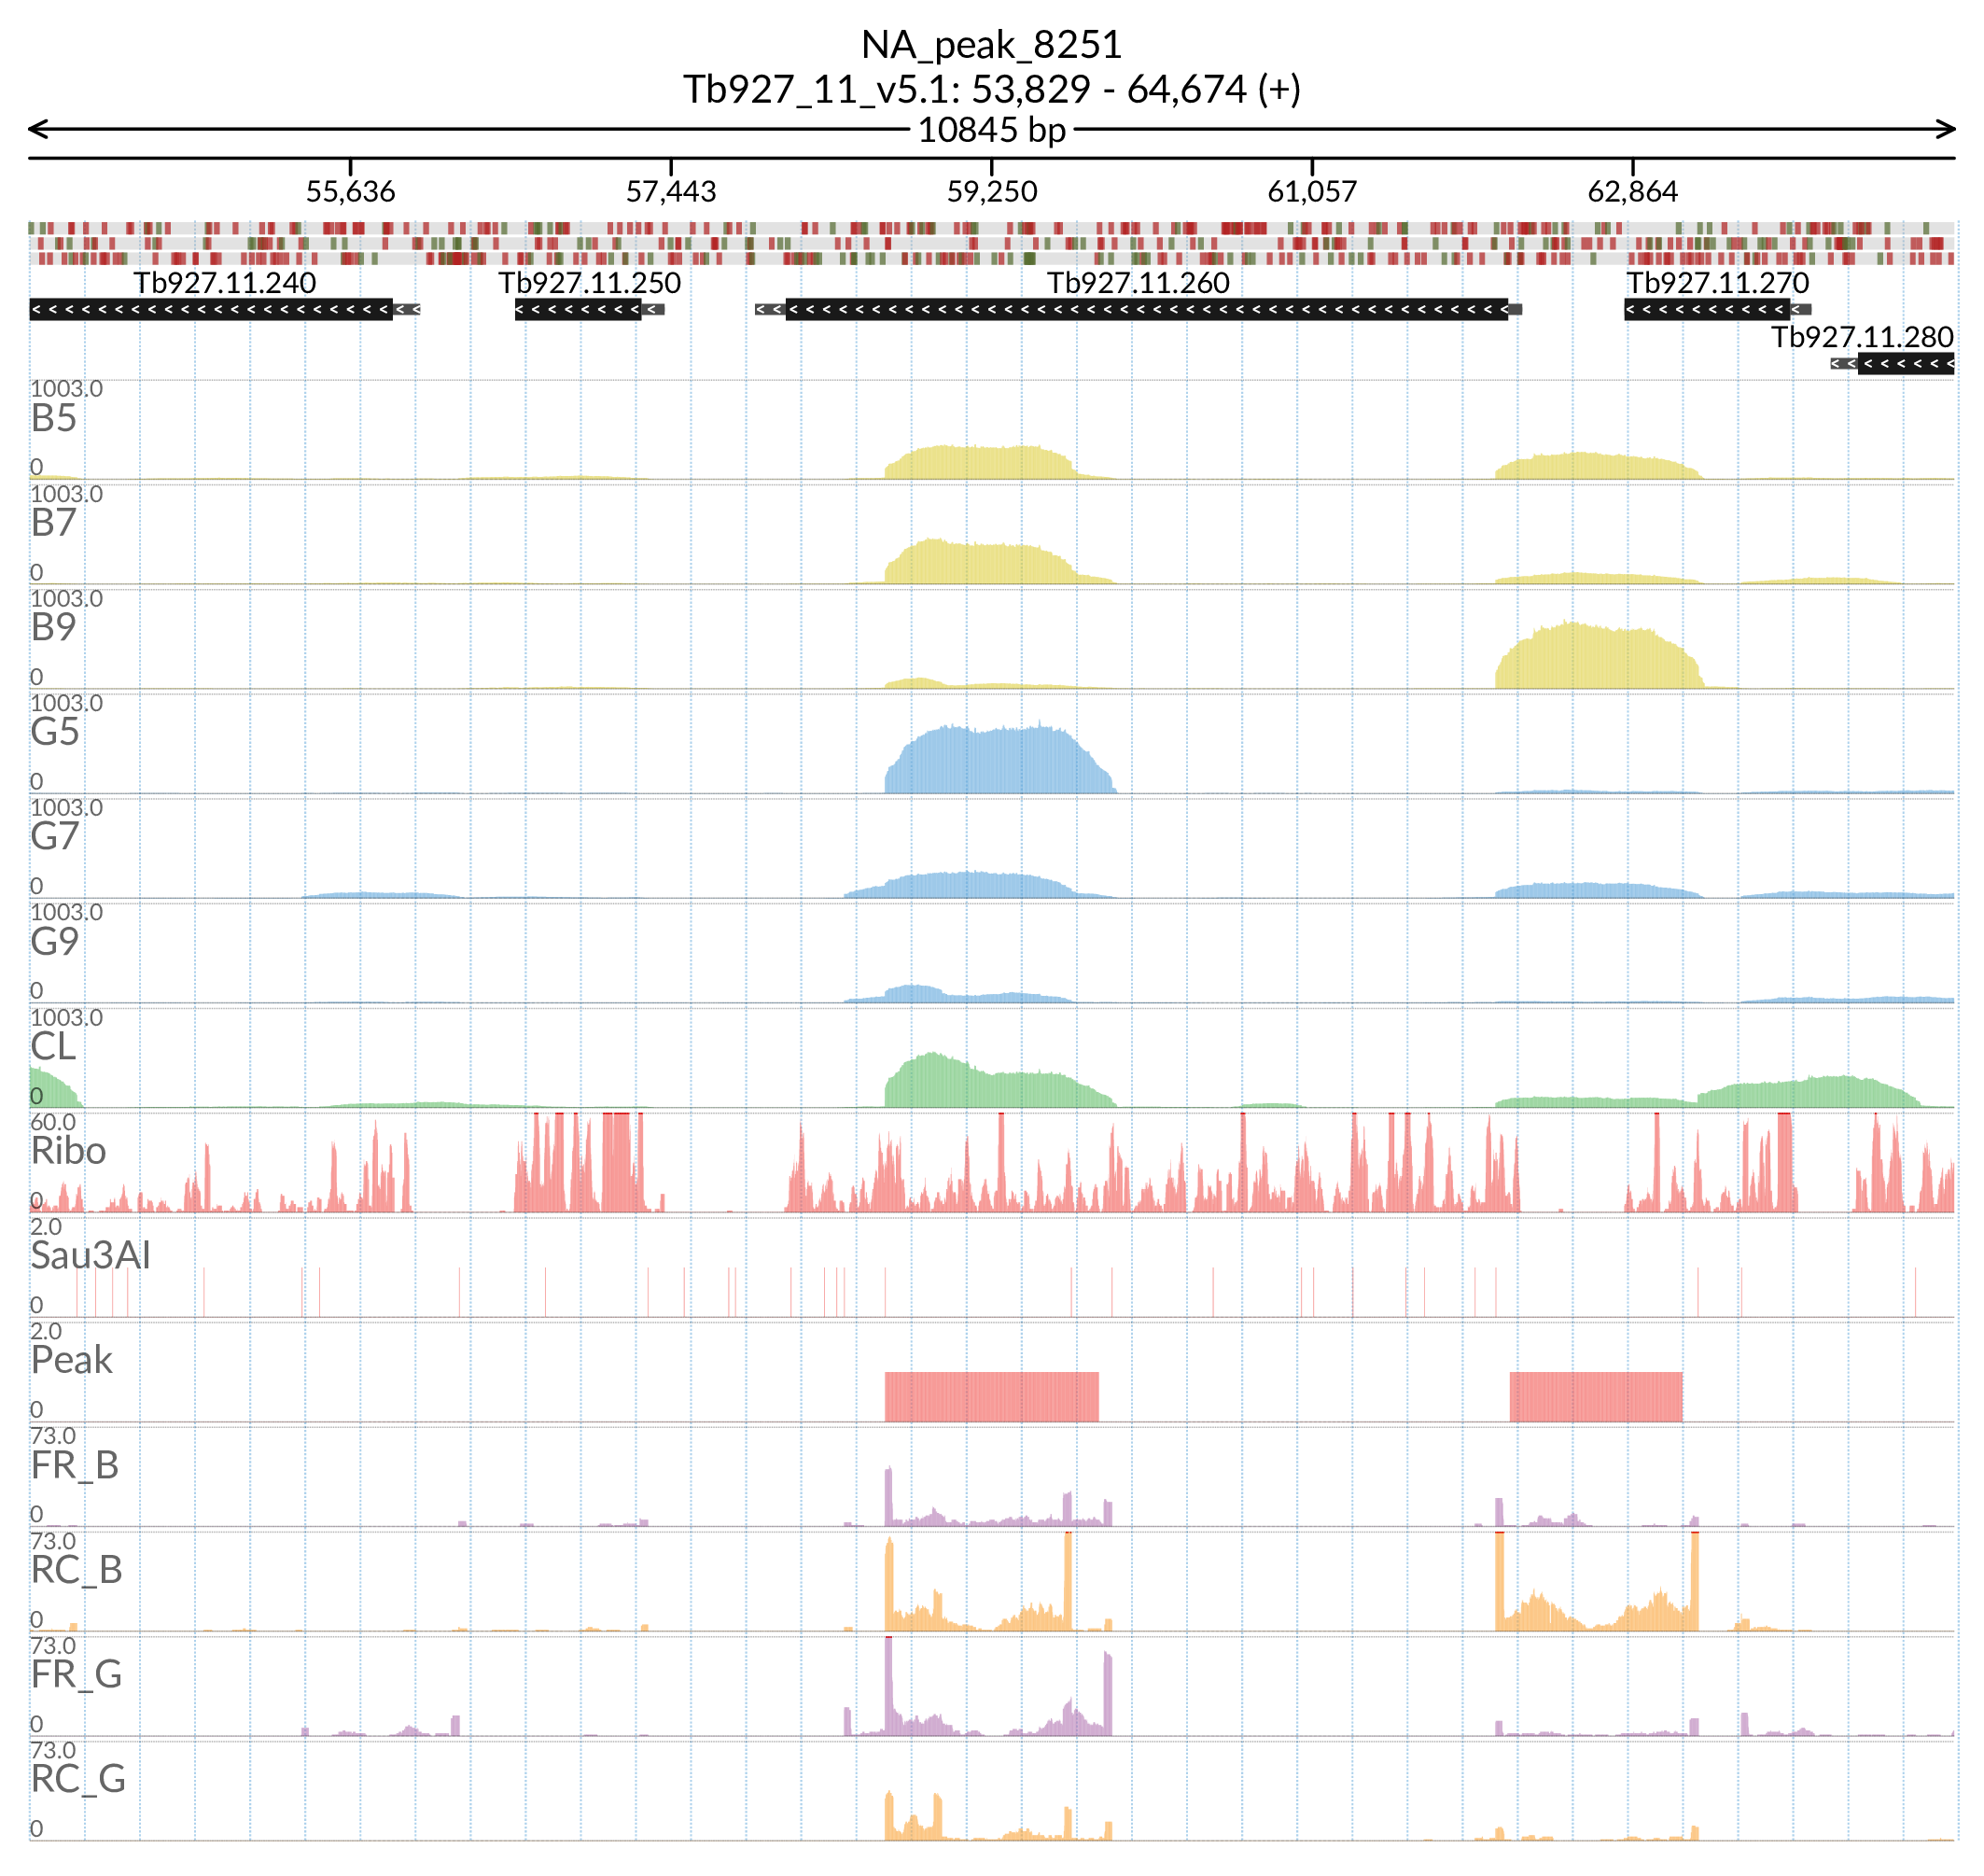 NA_peak_8251
Tb927_11_v5.1: 53,829 - 64,674 (+)
10845 bp
55,636 57,443 59,250 61,057 62,864
Tb927.11.240 Tb927.11.250 Tb927.11.260 Tb927.11.270
Tb927.11.280
1003.0
B5
0
1003.0
B7
0
1003.0
B9
0
1003.0
G5
0
1003.0
G7
0
1003.0
G9
0
1003.0
CL
0
60.0
Ribo
0
2.0
Sau3AI
0
2.0
Peak
0
73.0
FR_B
0
73.0
RC_B
0
73.0
FR_G
0
73.0
RC_G
0